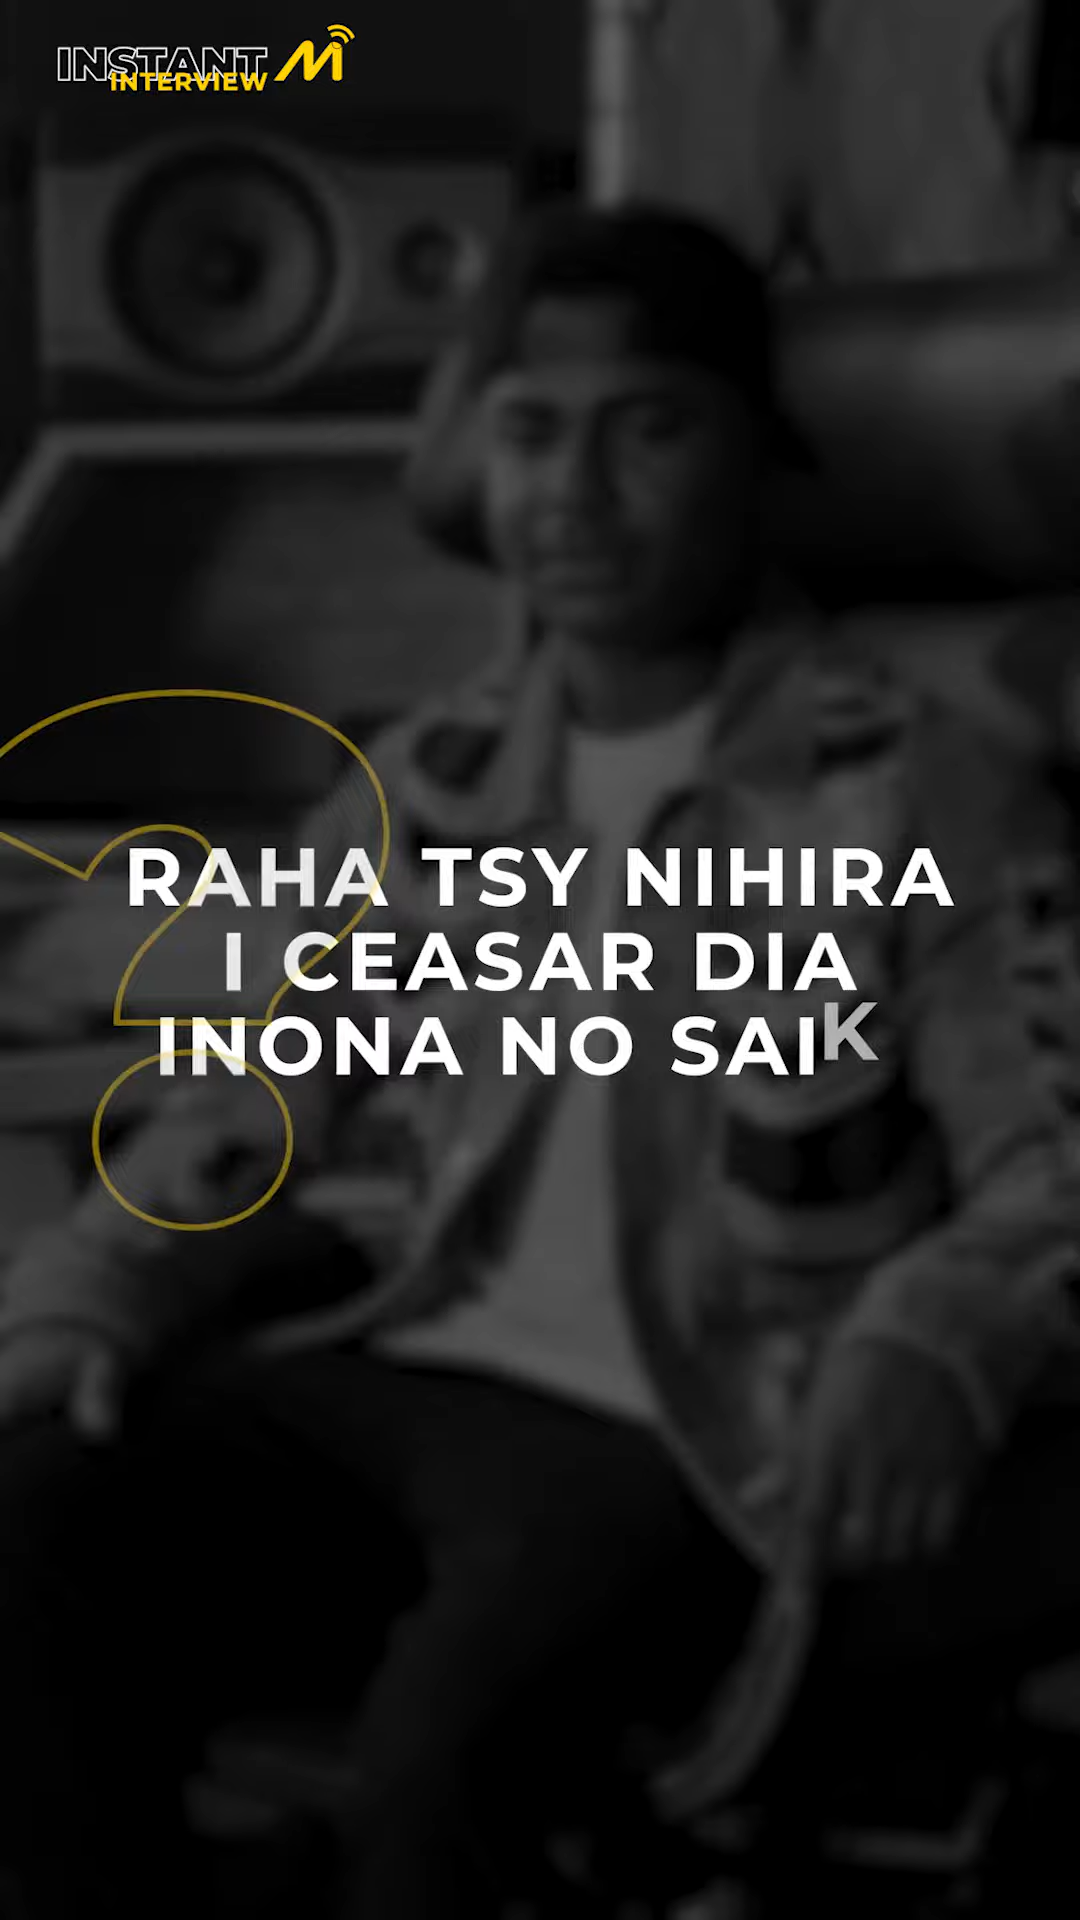 INSTANT M
INTERVIEW
?
RAHA TSY NIHIRA
I CEASAR DIA
INONA NO SAIK